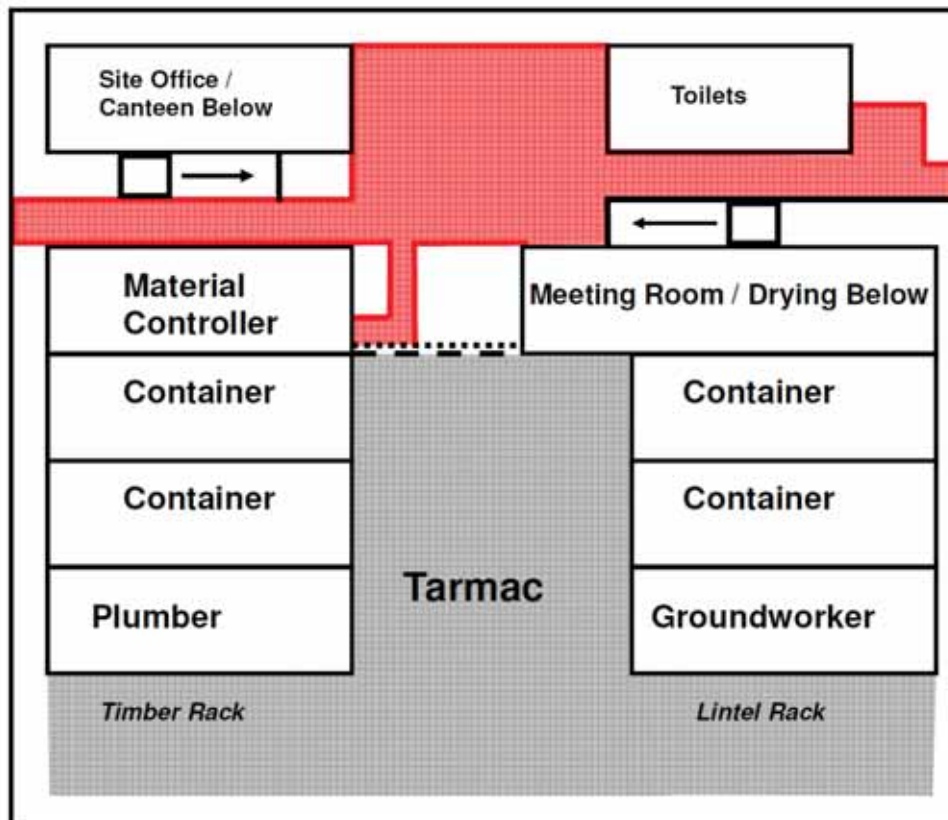 Site Office /
Canteen Below
Toilets
Material
Controller
Meeting Room / Drying Below
Container
Container
Container
Container
Tarmac
Plumber
Groundworker
Timber Rack
Lintel Rack